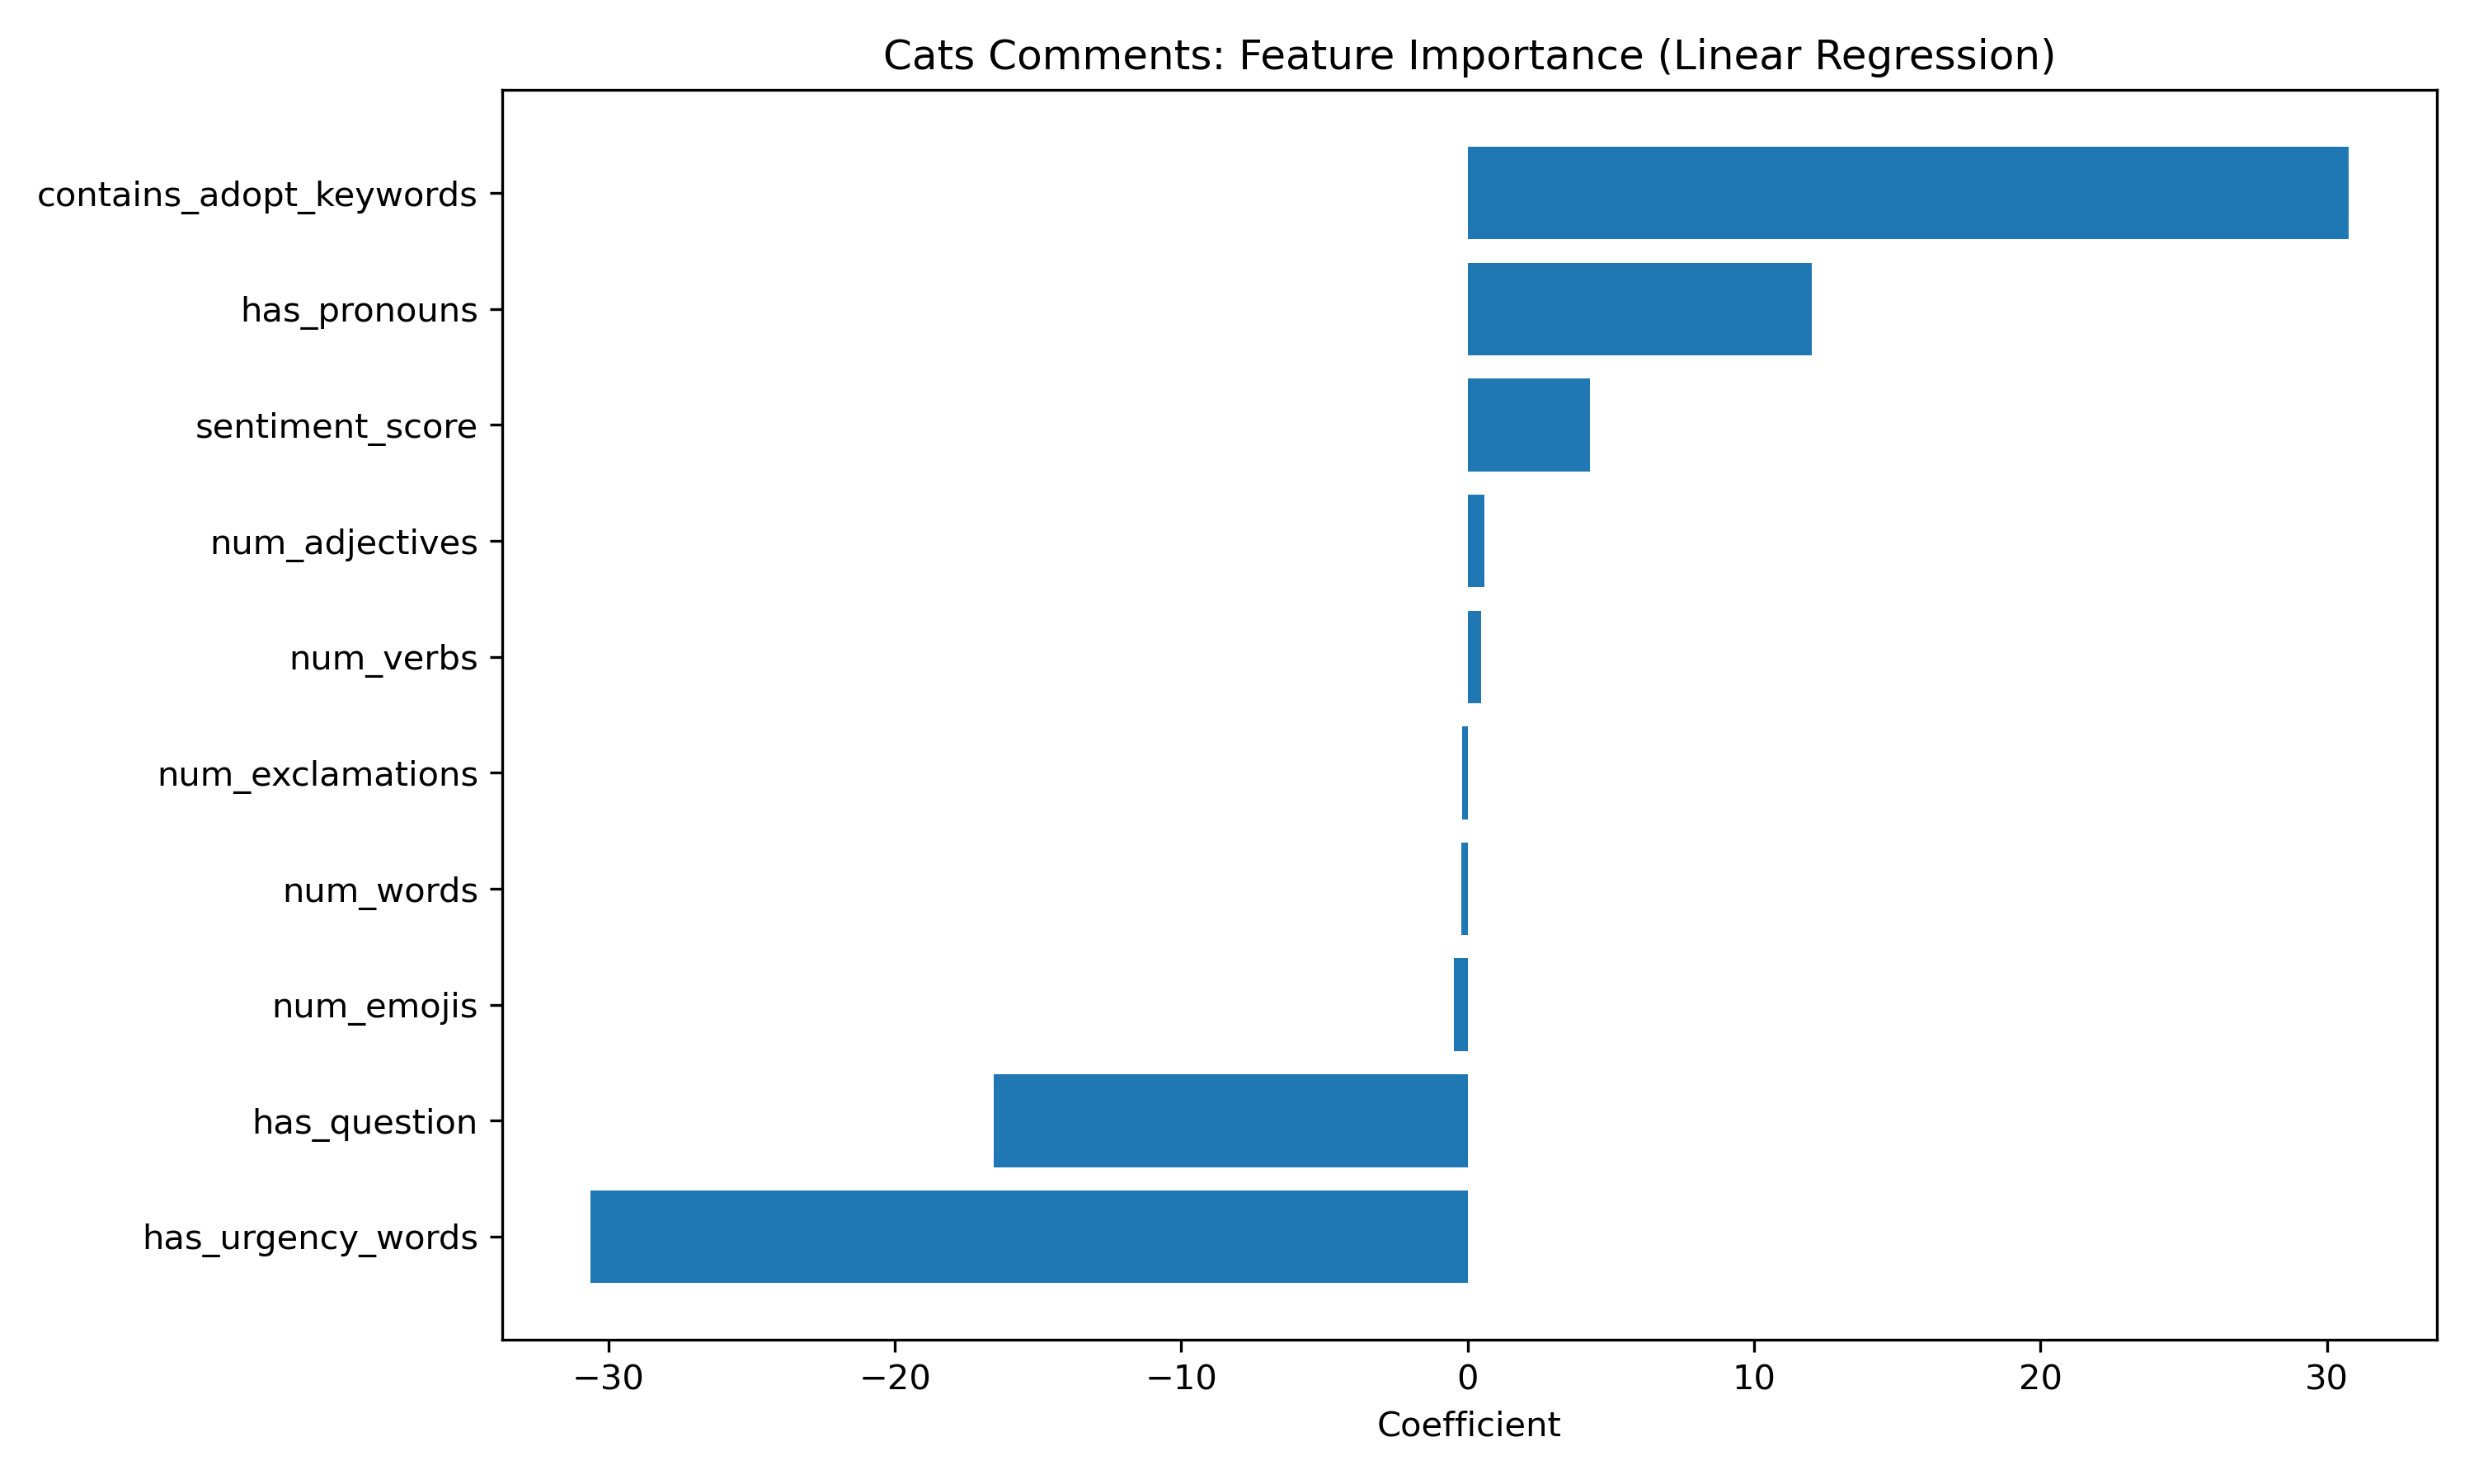 Cats Comments: Feature Importance (Linear Regression)
contains_adopt_keywords
has_pronouns
sentiment_score
num_adjectives
num_verbs
num_exclamations
num_words
num_emojis
has_question
has_urgency_words
−30 −20 −10 0 10 20 30
Coefficient